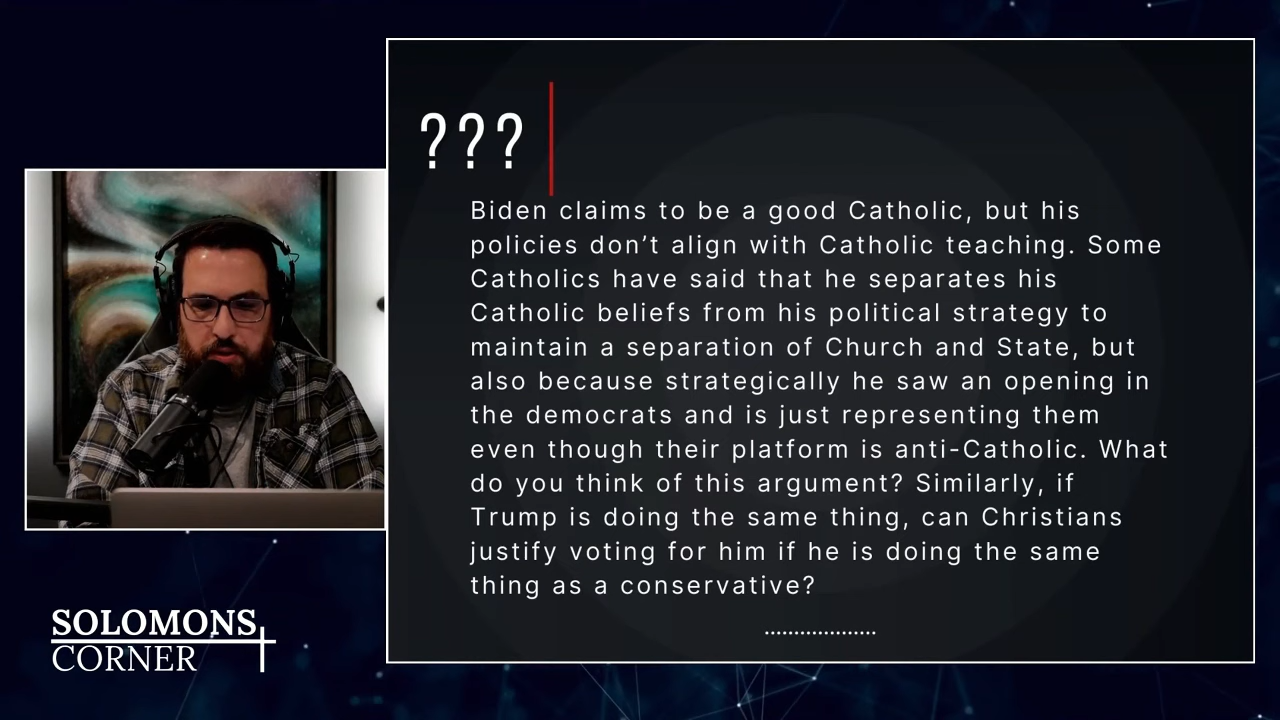 ???
Biden claims to be a good Catholic, but his
policies don’t align with Catholic teaching. Some
Catholics have said that he separates his
Catholic beliefs from his political strategy to
maintain a separation of Church and State, but
also because strategically he saw an opening in
the democrats and is just representing them
even though their platform is anti-Catholic. What
do you think of this argument? Similarly, if
Trump is doing the same thing, can Christians
justify voting for him if he is doing the same
thing as a conservative?
SOLOMONS
CORNER